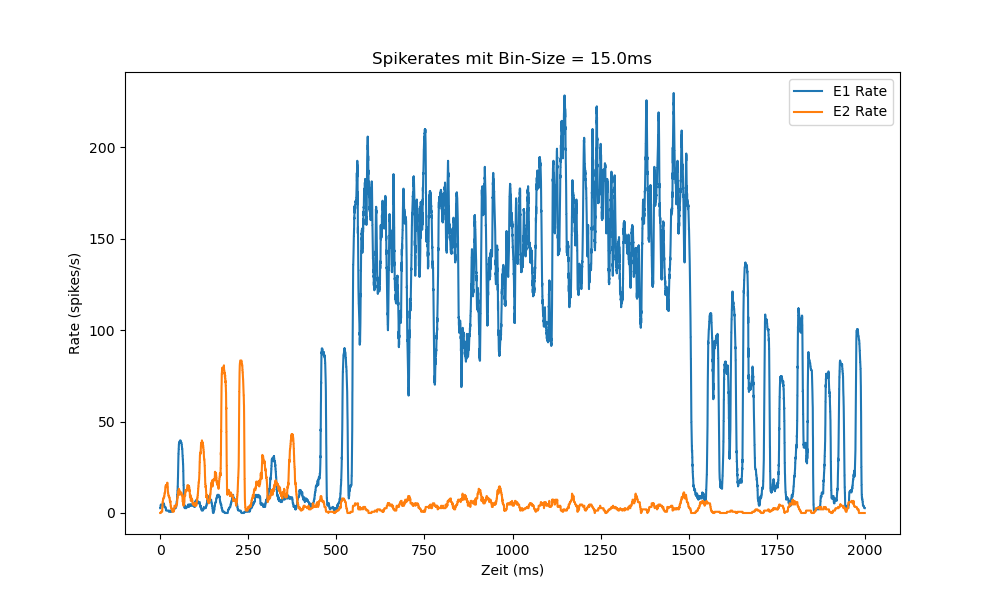 Spikerates mit Bin-Size = 15.0ms
E1 Rate
E2 Rate
Rate (spikes/s)
200
150
100
50
0
0 250 500 750 1000 1250 1500 1750 2000
Zeit (ms)